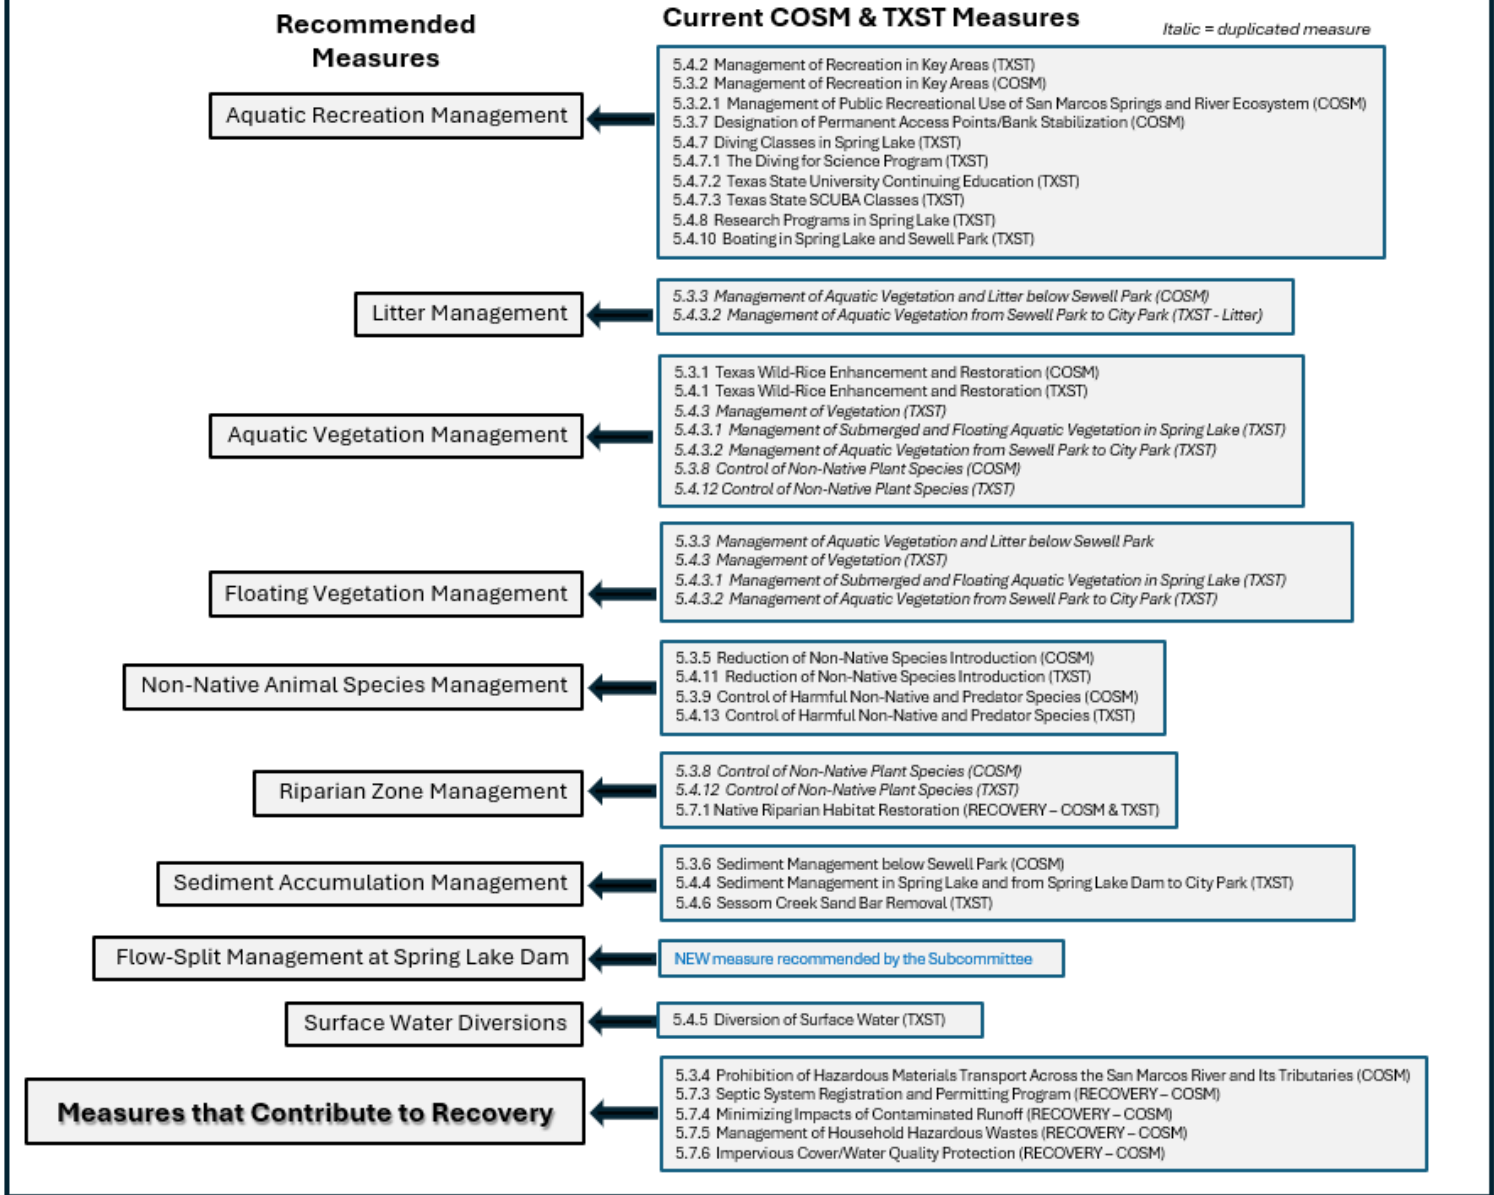 Recommended
Measures
Current COSM & TXST Measures
Italic = duplicated measure
Aquatic Recreation Management
5.4.2 Management of Recreation in Key Areas (TXST)
5.3.2 Management of Recreation in Key Areas (COSM)
5.3.2.1 Management of Public Recreational Use of San Marcos Springs and River Ecosystem (COSM)
5.3.7 Designation of Permanent Access Points/Bank Stabilization (COSM)
5.4.7 Diving Classes in Spring Lake (TXST)
5.4.7.1 The Diving for Science Program (TXST)
5.4.7.2 Texas State University Continuing Education (TXST)
5.4.7.3 Texas State SCUBA Classes (TXST)
5.4.8 Research Programs in Spring Lake (TXST)
5.4.10 Boating in Spring Lake and Sewell Park (TXST)
Litter Management
5.3.3 Management of Aquatic Vegetation and Litter below Sewell Park (COSM)
5.4.3.2 Management of Aquatic Vegetation from Sewell Park to City Park (TXST - Litter)
Aquatic Vegetation Management
5.3.1 Texas Wild-Rice Enhancement and Restoration (COSM)
5.4.1 Texas Wild-Rice Enhancement and Restoration (TXST)
5.4.3 Management of Vegetation (TXST)
5.4.3.1 Management of Submerged and Floating Aquatic Vegetation in Spring Lake (TXST)
5.4.3.2 Management of Aquatic Vegetation from Sewell Park to City Park (TXST)
5.3.8 Control of Non-Native Plant Species (COSM)
5.4.12 Control of Non-Native Plant Species (TXST)
Floating Vegetation Management
5.3.3 Management of Aquatic Vegetation and Litter below Sewell Park
5.4.3 Management of Vegetation (TXST)
5.4.3.1 Management of Submerged and Floating Aquatic Vegetation in Spring Lake (TXST)
5.4.3.2 Management of Aquatic Vegetation from Sewell Park to City Park (TXST)
Non-Native Animal Species Management
5.3.5 Reduction of Non-Native Species Introduction (COSM)
5.4.11 Reduction of Non-Native Species Introduction (TXST)
5.3.9 Control of Harmful Non-Native and Predator Species (COSM)
5.4.13 Control of Harmful Non-Native and Predator Species (TXST)
Riparian Zone Management
5.3.8 Control of Non-Native Plant Species (COSM)
5.4.12 Control of Non-Native Plant Species (TXST)
5.7.1 Native Riparian Habitat Restoration (RECOVERY – COSM & TXST)
Sediment Accumulation Management
5.3.6 Sediment Management below Sewell Park (COSM)
5.4.4 Sediment Management in Spring Lake and from Spring Lake Dam to City Park (TXST)
5.4.6 Sessom Creek Sand Bar Removal (TXST)
Flow-Split Management at Spring Lake Dam
NEW measure recommended by the Subcommittee
Surface Water Diversions
5.4.5 Diversion of Surface Water (TXST)
Measures that Contribute to Recovery
5.3.4 Prohibition of Hazardous Materials Transport Across the San Marcos River and Its Tributaries (COSM)
5.7.3 Septic System Registration and Permitting Program (RECOVERY – COSM)
5.7.4 Minimizing Impacts of Contaminated Runoff (RECOVERY – COSM)
5.7.5 Management of Household Hazardous Wastes (RECOVERY – COSM)
5.7.6 Impervious Cover/Water Quality Protection (RECOVERY – COSM)